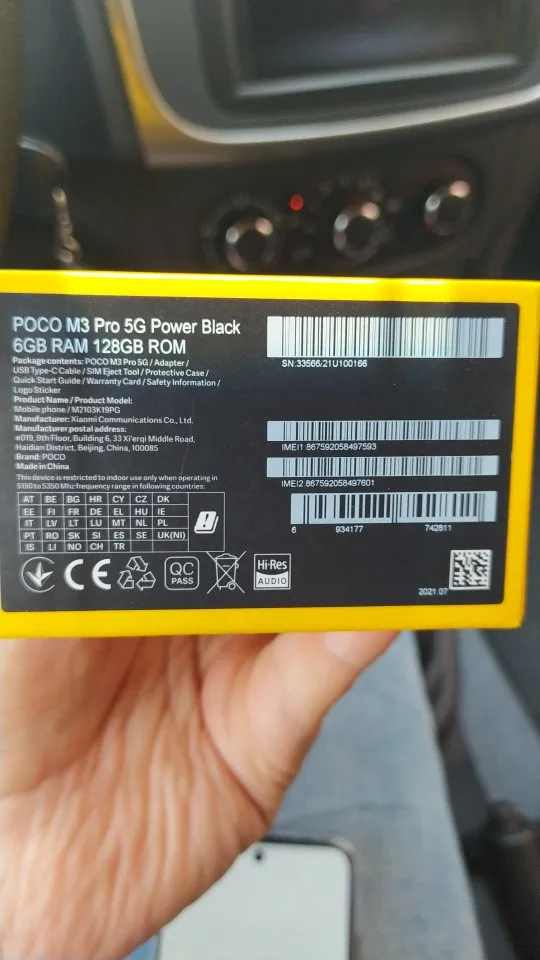 POCO M3 Pro 5G Power Black
6GB RAM 128GB ROM
Package contents: POCO M3 Pro 5G / Adapter /
USB Type-C Cable / SIM Eject Tool / Protective Case /
Quick Start Guide / Warranty Card / Safety Information /
Logo Sticker
Product Name / Product Model:
Mobile phone / M2103K19PG
Manufacturer: Xiaomi Communications Co., Ltd.
Manufacturer postal address:
#019, 9th Floor, Building 6, 33 Xi'erqi Middle Road,
Haidian District, Beijing, China, 100085
Brand: POCO
Made in China
This device is restricted to indoor use only when operating in
5150 to 5350 Mhz frequency range in following countries:
AT BE BG HR CY CZ DK
EE FI FR DE EL HU IE
IT LV LT LU MT NL PL
PT RO SK SI ES SE UK(NI)
IS LI NO CH TR
CE
QC
PASS
Hi-Res
AUDIO
SN:33566/21U100166
IMEI1:867592058497593
IMEI2:867592058497601
6 934177 742811
2021.07